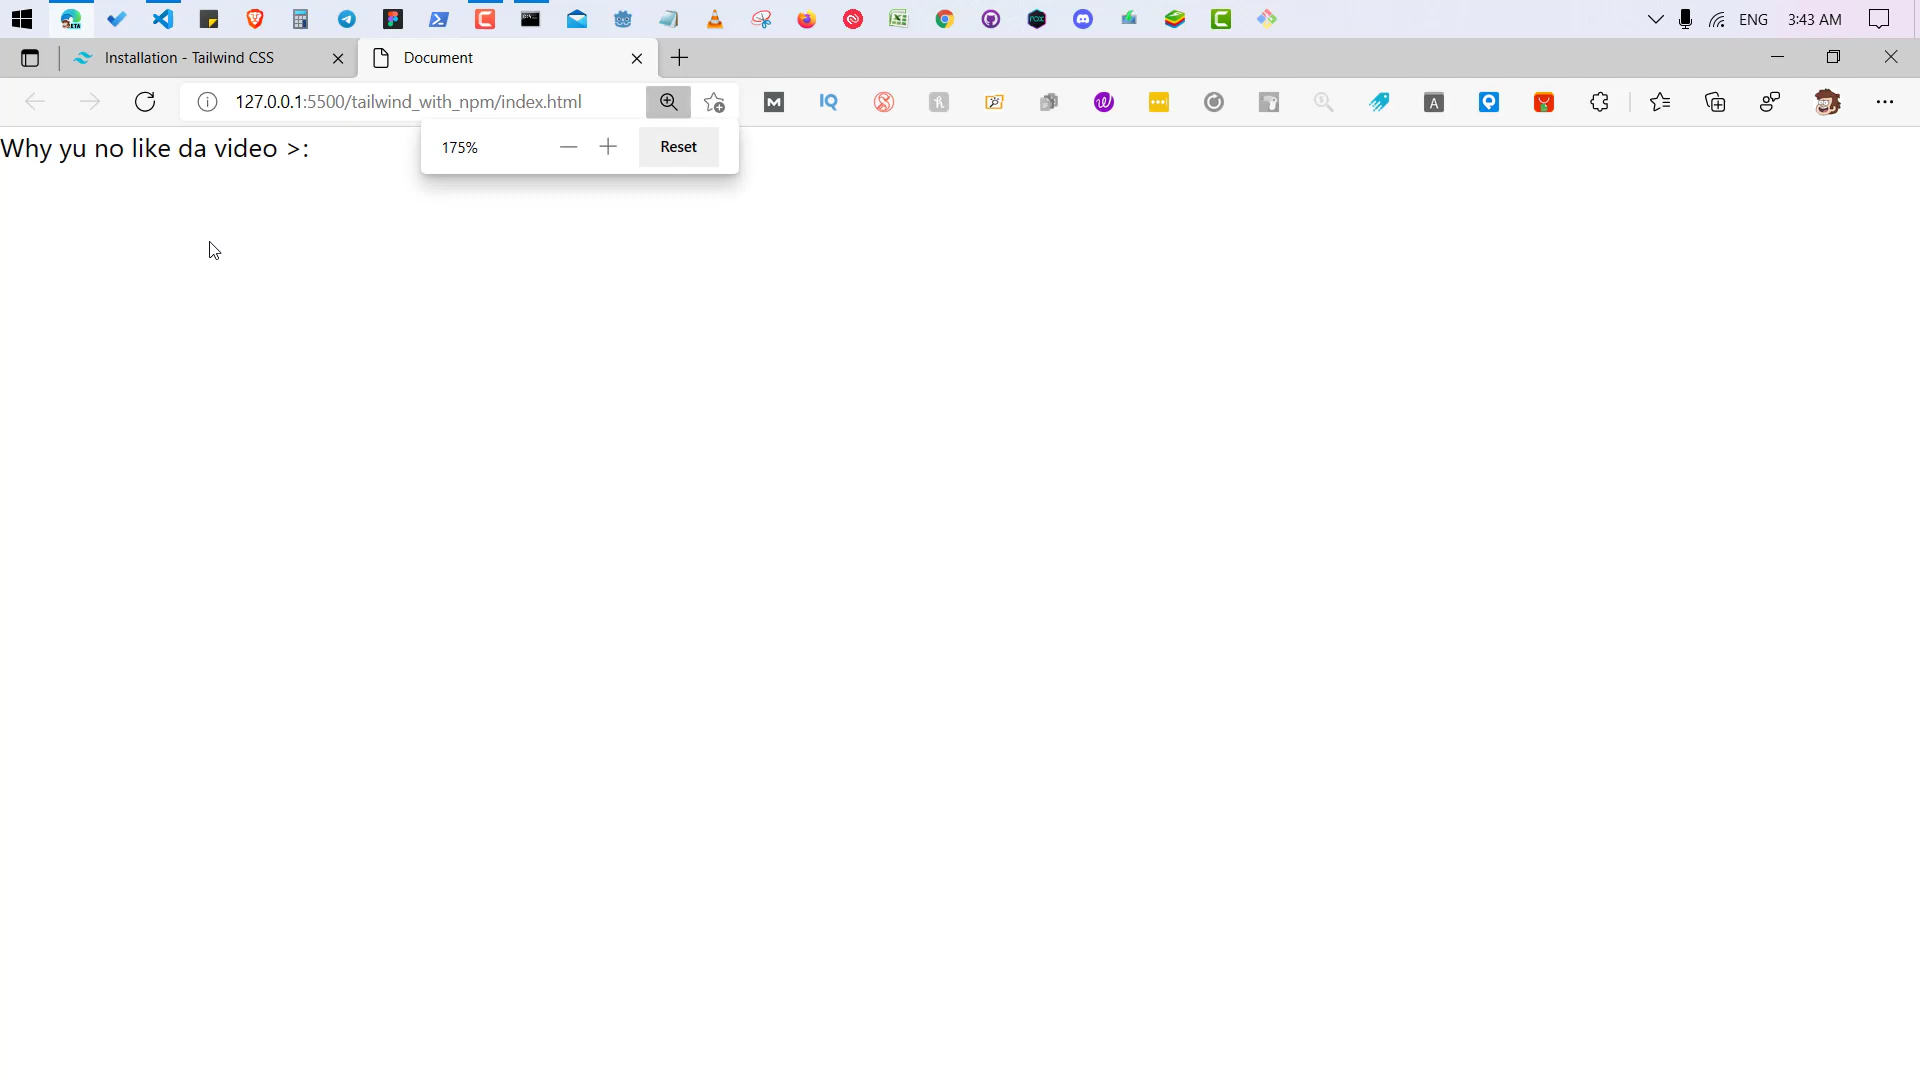 ENG 3:43 AM
Installation - Tailwind CSS
Document
127.0.0.1:5500/tailwind_with_npm/index.html
Why yu no like da video >:
175%
Reset